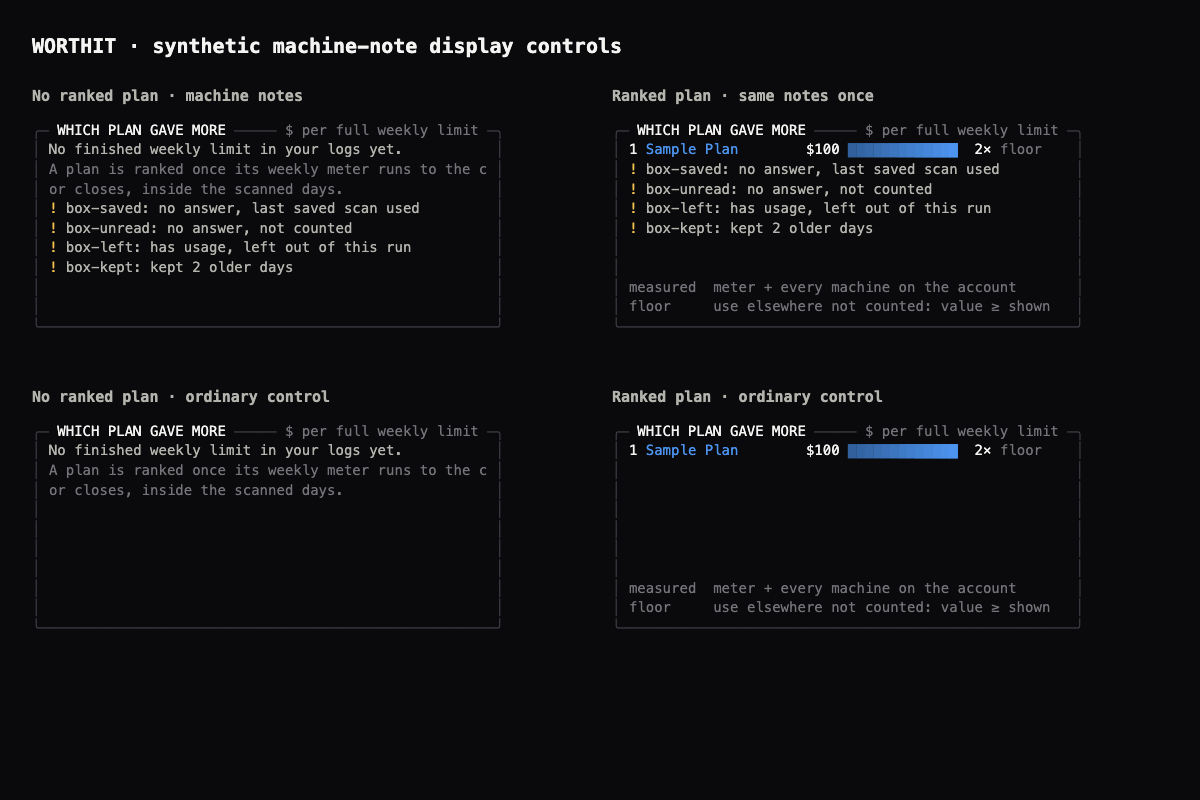 WORTHIT · synthetic machine-note display controls
No ranked plan · machine notes
WHICH PLAN GAVE MORE $ per full weekly limit
No finished weekly limit in your logs yet.
A plan is ranked once its weekly meter runs to the c
or closes, inside the scanned days.
! box-saved: no answer, last saved scan used
! box-unread: no answer, not counted
! box-left: has usage, left out of this run
! box-kept: kept 2 older days
Ranked plan · same notes once
WHICH PLAN GAVE MORE $ per full weekly limit
1 Sample Plan $100 2× floor
! box-saved: no answer, last saved scan used
! box-unread: no answer, not counted
! box-left: has usage, left out of this run
! box-kept: kept 2 older days
measured meter + every machine on the account
floor use elsewhere not counted: value ≥ shown
No ranked plan · ordinary control
WHICH PLAN GAVE MORE $ per full weekly limit
No finished weekly limit in your logs yet.
A plan is ranked once its weekly meter runs to the c
or closes, inside the scanned days.
Ranked plan · ordinary control
WHICH PLAN GAVE MORE $ per full weekly limit
1 Sample Plan $100 2× floor
measured meter + every machine on the account
floor use elsewhere not counted: value ≥ shown